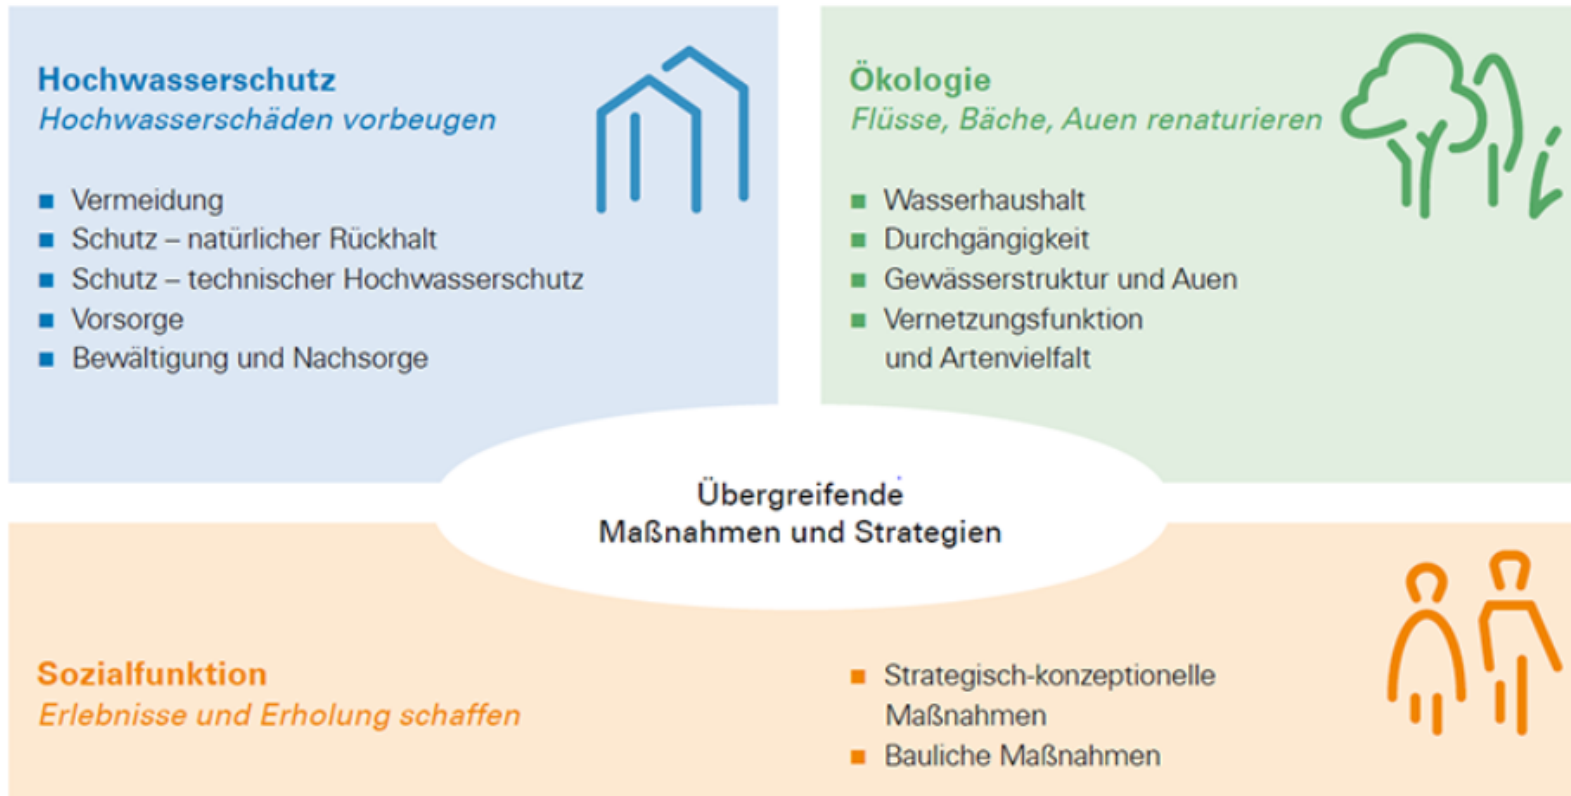 Hochwasserschutz
Hochwasserschäden vorbeugen
■ Vermeidung
■ Schutz – natürlicher Rückhalt
■ Schutz – technischer Hochwasserschutz
■ Vorsorge
■ Bewältigung und Nachsorge
Ökologie
Flüsse, Bäche, Auen renaturieren
■ Wasserhaushalt
■ Durchgängigkeit
■ Gewässerstruktur und Auen
■ Vernetzungsfunktion
und Artenvielfalt
Übergreifende
Maßnahmen und Strategien
Sozialfunktion
Erlebnisse und Erholung schaffen
■ Strategisch-konzeptionelle
Maßnahmen
■ Bauliche Maßnahmen